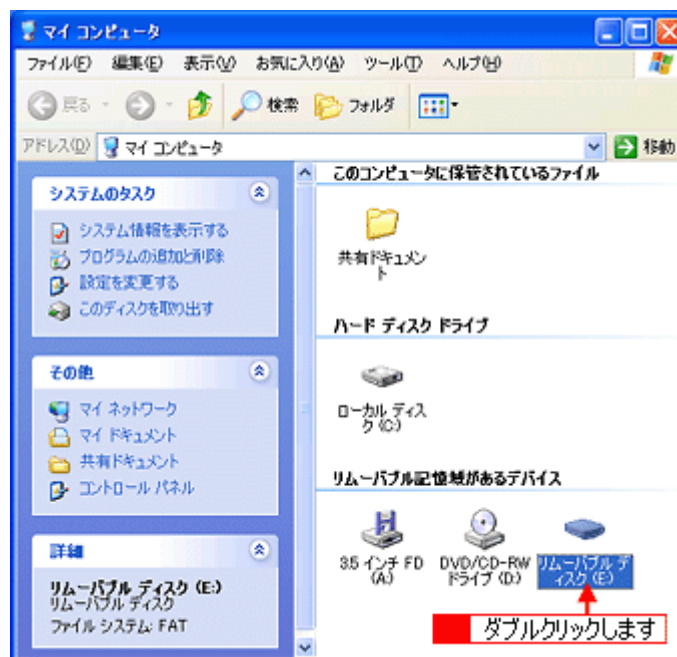 マイ コンピュータ
ファイル(F) 編集(E) 表示(V) お気に入り(A) ツール(T) ヘルプ(H)
戻る 検索 フォルダ
アドレス(D) マイ コンピュータ 移動
システムのタスク
システム情報を表示する
プログラムの追加と削除
設定を変更する
このディスクを取り出す
その他
マイ ネットワーク
マイ ドキュメント
共有ドキュメント
コントロール パネル
詳細
リムーバブル ディスク (E:)
リムーバブル ディスク
ファイル システム: FAT
このコンピュータに保管されているファイル
共有ドキュメン
ト
ハード ディスク ドライブ
ローカル ディス
ク (C:)
リムーバブル記憶域があるデバイス
3.5 インチ FD
(A:)
DVD/CD-RW
ドライブ (D:)
リムーバブル デ
ィスク (E:)
ダブルクリックします